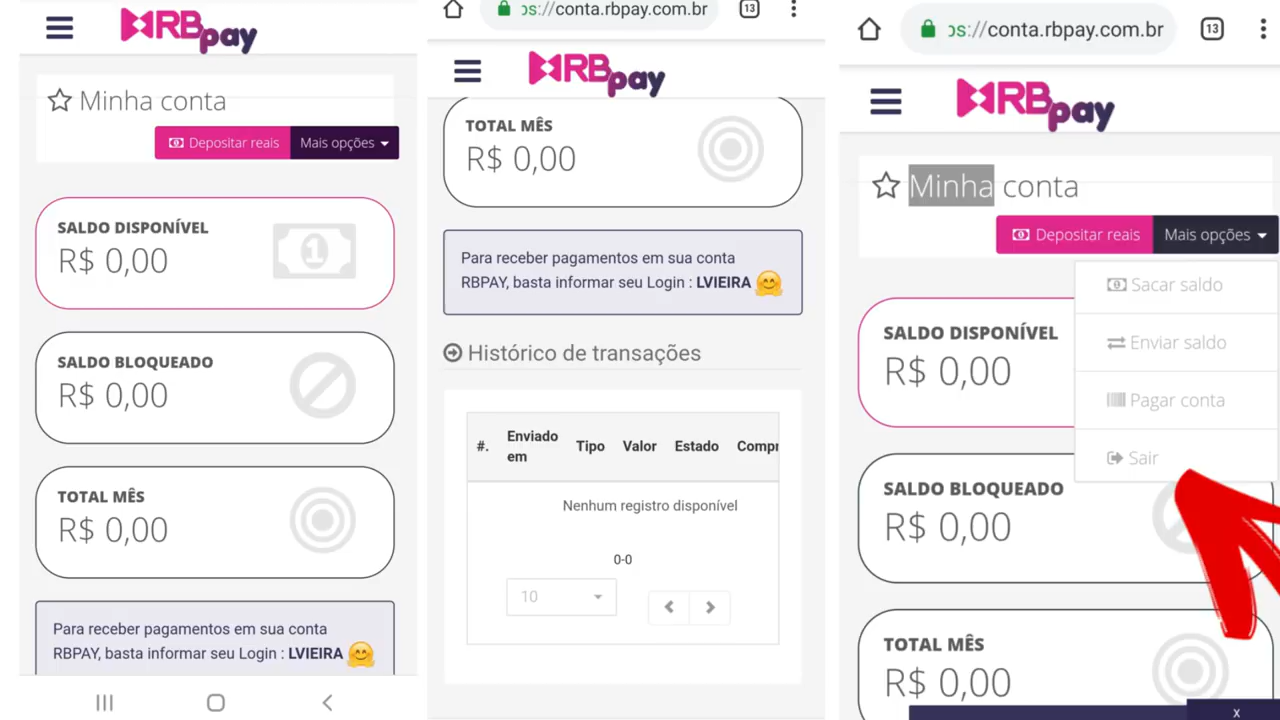 RBpay
Minha conta
Depositar reais
Mais opções
SALDO DISPONÍVEL
R$ 0,00
1
SALDO BLOQUEADO
R$ 0,00
TOTAL MÊS
R$ 0,00
Para receber pagamentos em sua conta
RBPAY, basta informar seu Login : LVIEIRA
ps://conta.rbpay.com.br
13
RBpay
TOTAL MÊS
R$ 0,00
Para receber pagamentos em sua conta
RBPAY, basta informar seu Login : LVIEIRA
Histórico de transações
#. Enviado em Tipo Valor Estado Compr
Nenhum registro disponível
0-0
10
ps://conta.rbpay.com.br
13
RBpay
Minha conta
Depositar reais
Mais opções
Sacar saldo
Enviar saldo
Pagar conta
Sair
SALDO DISPONÍVEL
R$ 0,00
SALDO BLOQUEADO
R$ 0,00
TOTAL MÊS
R$ 0,00
x